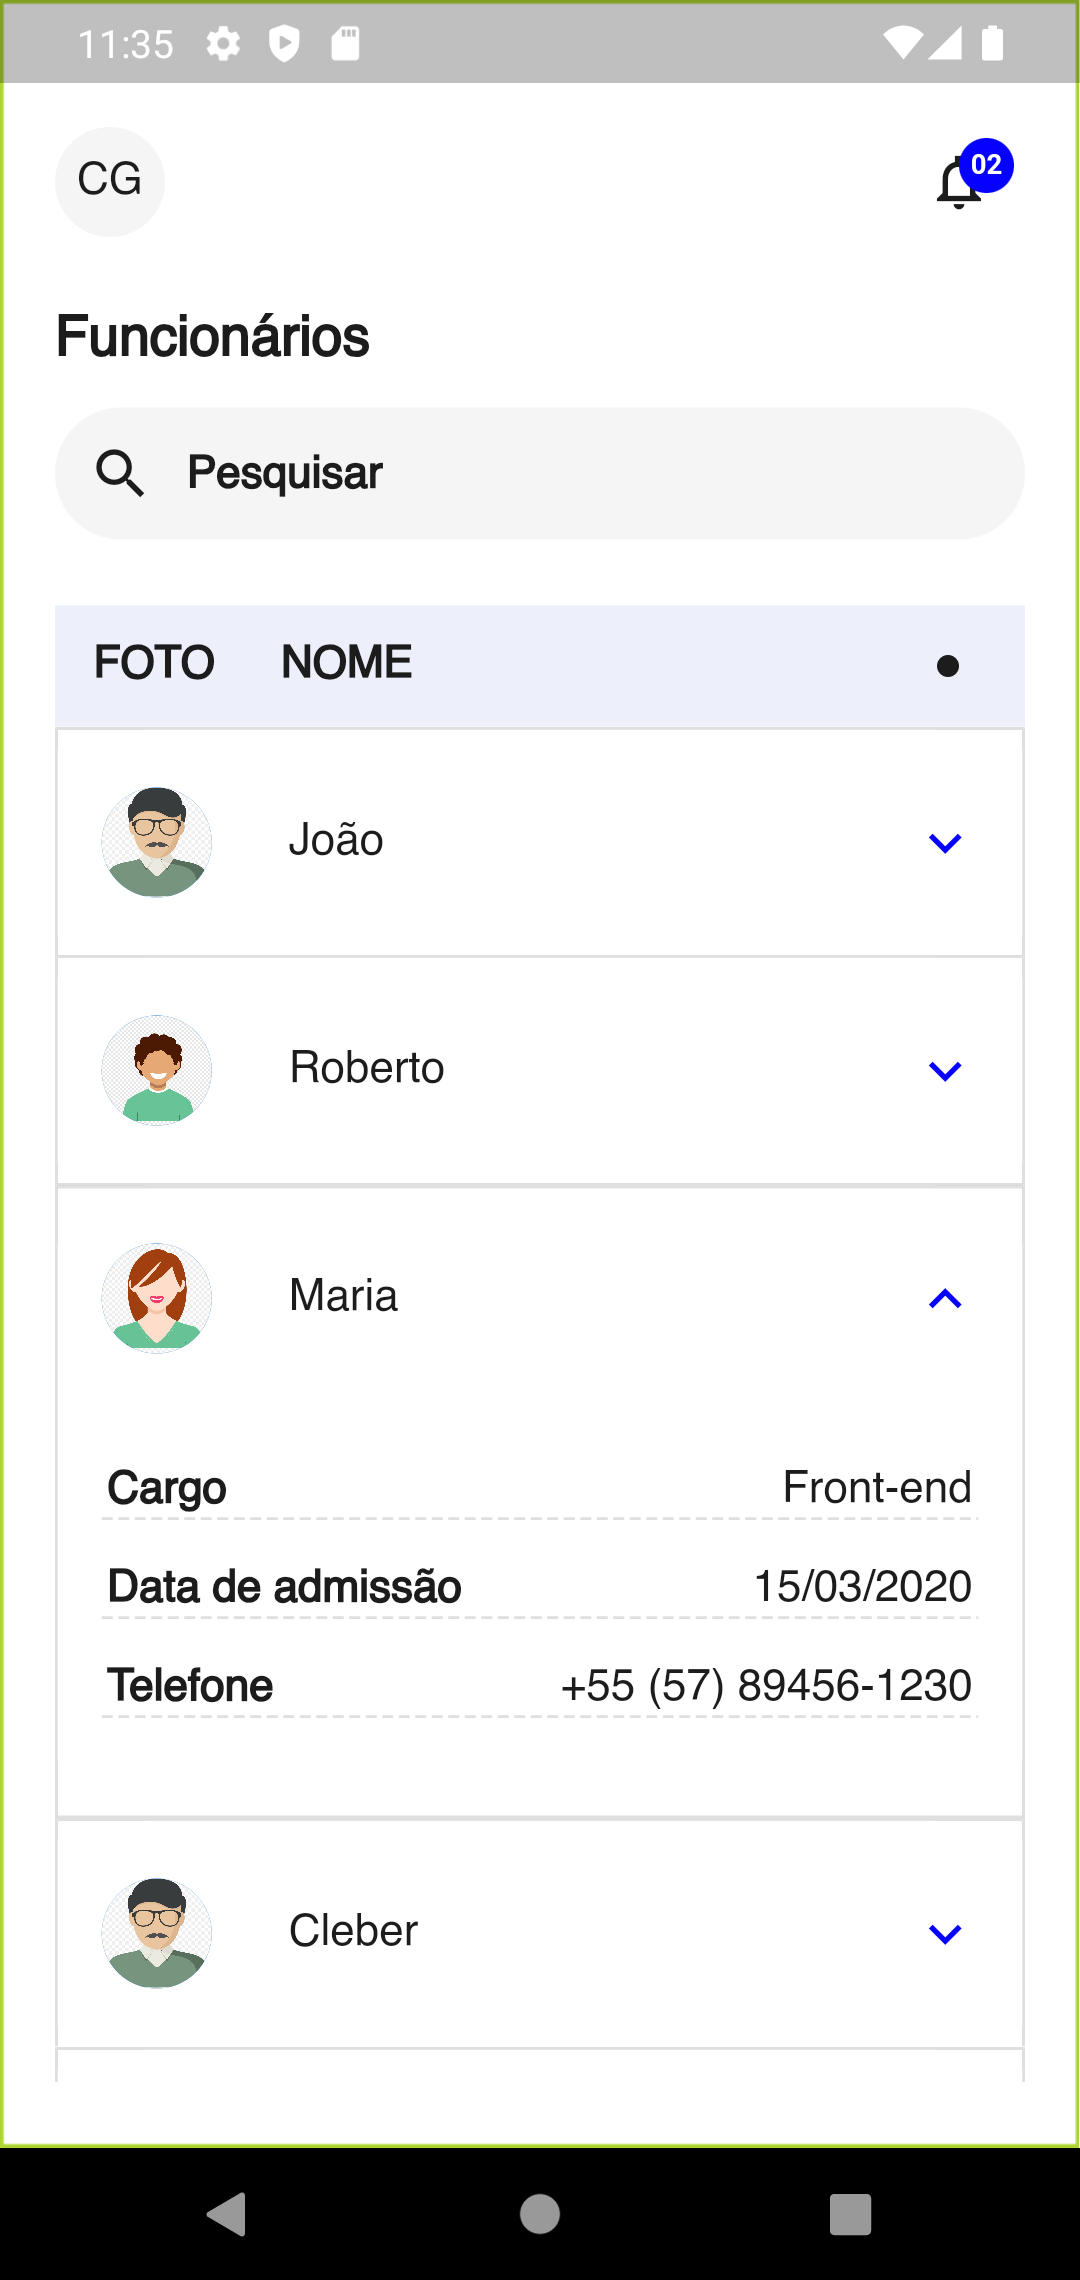 11:35
CG
02
Funcionários
Pesquisar
FOTO NOME
João
Roberto
Maria
Cargo Front-end
Data de admissão 15/03/2020
Telefone +55 (57) 89456-1230
Cleber